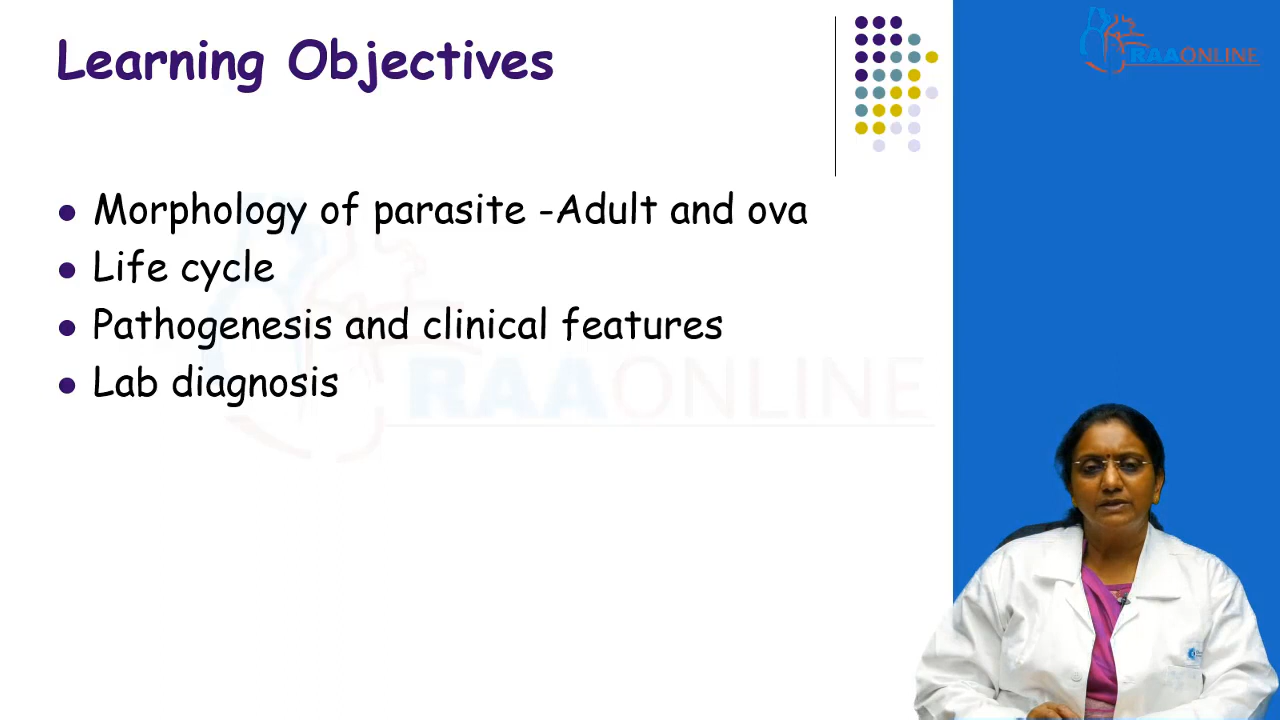 Learning Objectives
RAAONLINE
● Morphology of parasite -Adult and ova
● Life cycle
● Pathogenesis and clinical features
● Lab diagnosis
RAAONLINE